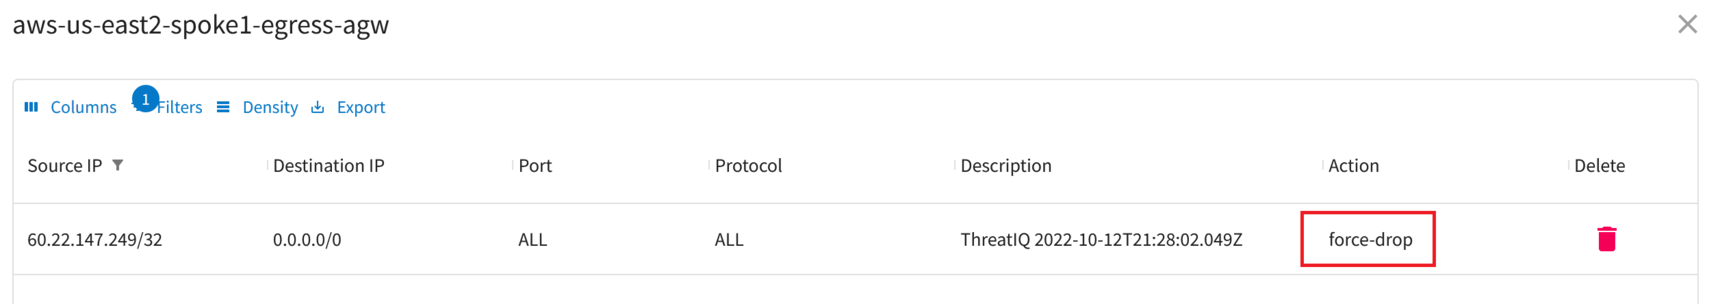 aws-us-east2-spoke1-egress-agw
Columns 1 Filters Density Export
Source IP Destination IP Port Protocol Description Action Delete
60.22.147.249/32 0.0.0.0/0 ALL ALL ThreatIQ 2022-10-12T21:28:02.049Z force-drop